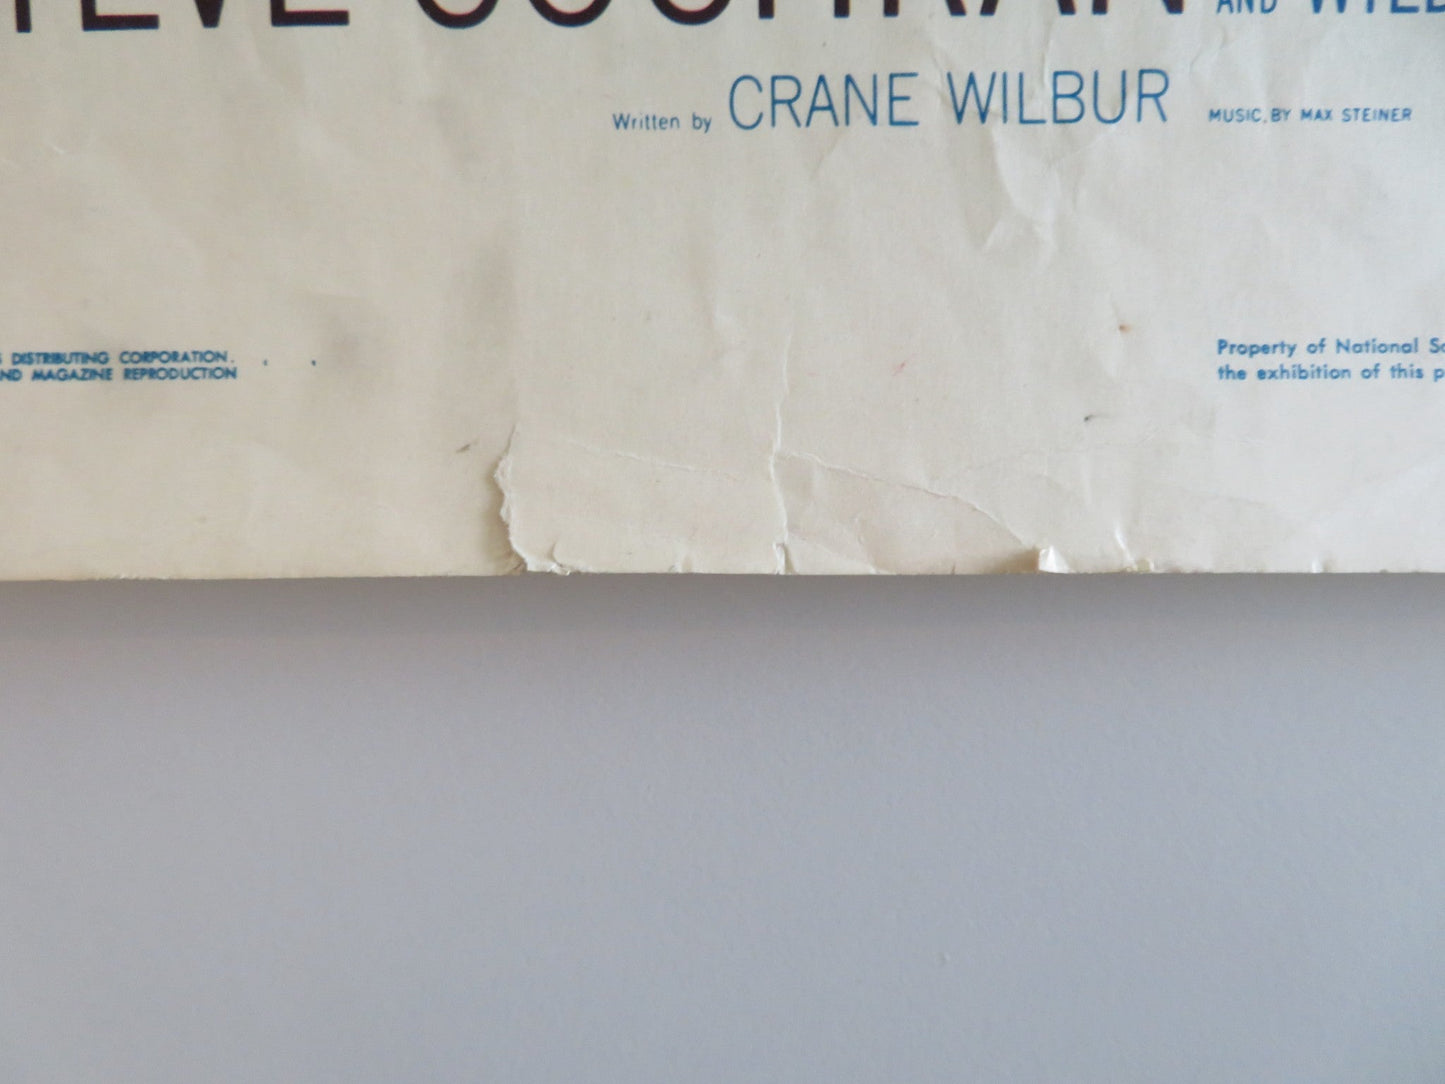 COCHRAN AND
Written by CRANE WILBUR MUSIC BY MAX STEINER
DISTRIBUTING CORPORATION.
MAGAZINE REPRODUCTION
Property of National
the exhibition of this